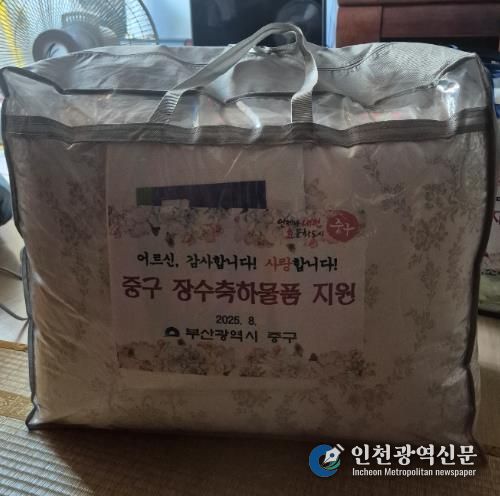 중구
어르신, 감사합니다! 사랑합니다!
중구 장수축하물품 지원
2025. 8.
부산광역시 중구
인천광역신문
Incheon Metropolitan newspaper